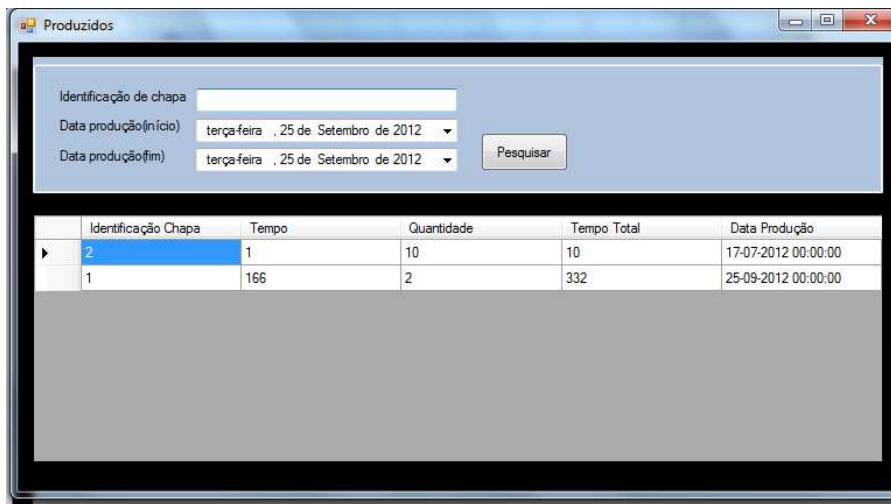 Produzidos
Identificação de chapa
Data produção(início) terça-feira , 25 de Setembro de 2012
Data produção(fim) terça-feira , 25 de Setembro de 2012
Pesquisar
Identificação Chapa Tempo Quantidade Tempo Total Data Produção
2 1 10 10 17-07-2012 00:00:00
1 166 2 332 25-09-2012 00:00:00